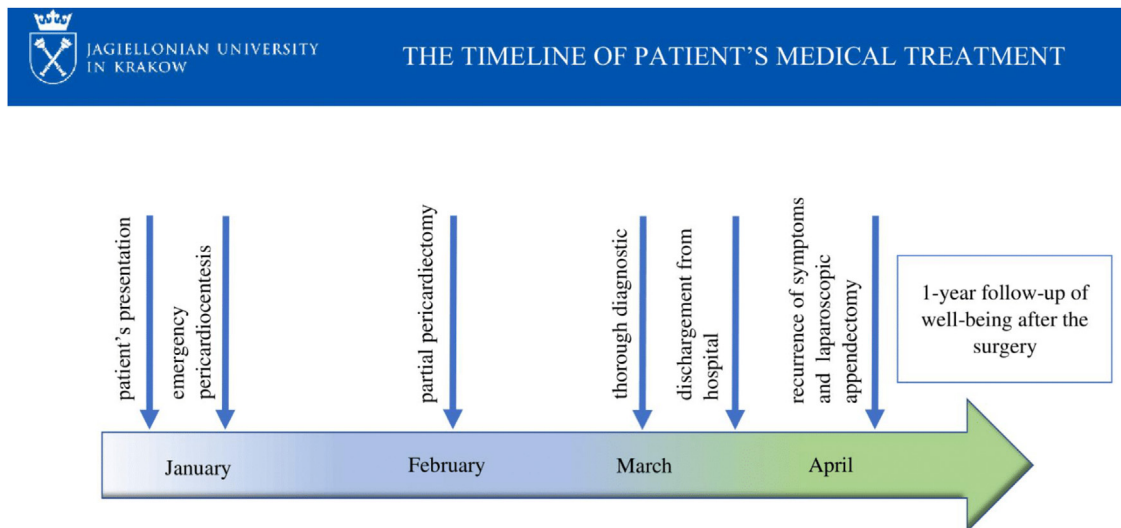 JAGIELLONIAN UNIVERSITY
IN KRAKOW
THE TIMELINE OF PATIENT'S MEDICAL TREATMENT
patient's presentation
emergency
pericardiocentesis
partial pericardiectomy
thorough diagnostic
dischargement from
hospital
recurrence of symptoms
and laparoscopic
appendectomy
1-year follow-up of
well-being after the
surgery
January
February
March
April